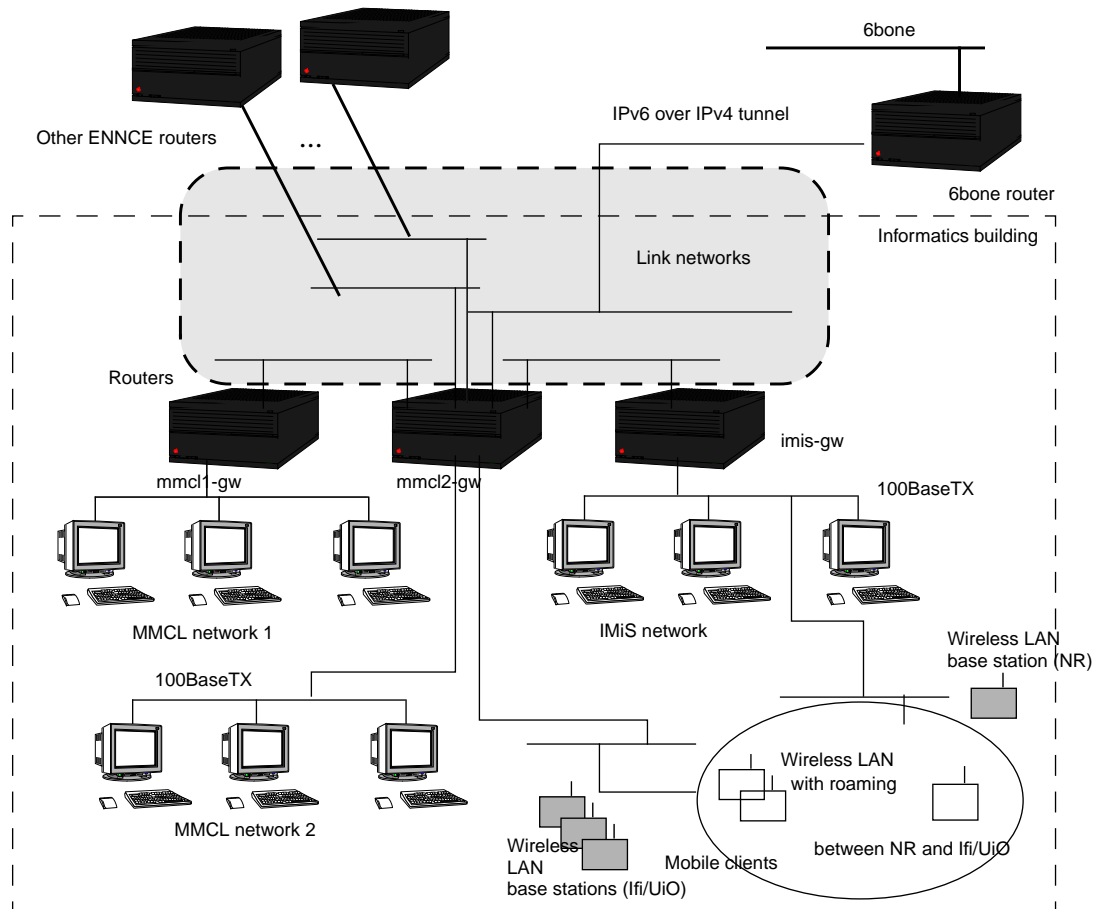 6bone
IPv6 over IPv4 tunnel
Other ENNCE routers
...
6bone router
Informatics building
Link networks
Routers
imis-gw
mmcl1-gw
mmcl2-gw
100BaseTX
MMCL network 1
IMiS network
Wireless LAN
base station (NR)
100BaseTX
Wireless LAN
with roaming
MMCL network 2
Wireless
LAN
base stations (Ifi/UiO)
Mobile clients
between NR and Ifi/UiO